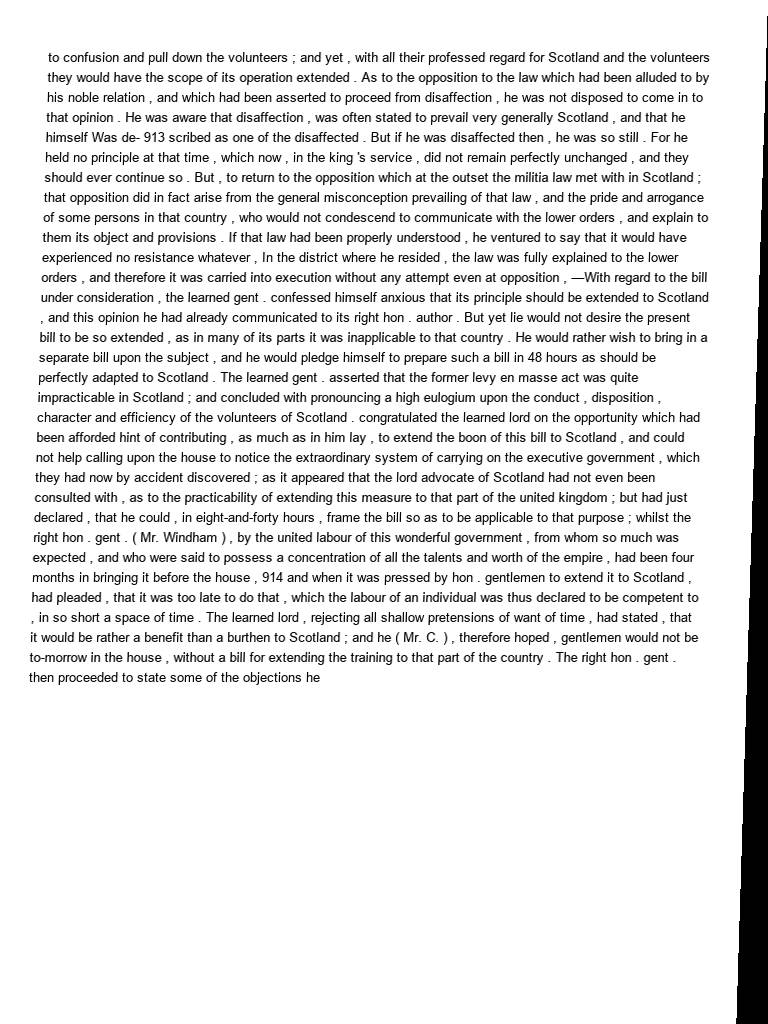 to confusion and pull down the volunteers ; and yet , with all their professed regard for Scotland and the volunteers
they would have the scope of its operation extended . As to the opposition to the law which had been alluded to by
his noble relation , and which had been asserted to proceed from disaffection , he was not disposed to come in to
that opinion . He was aware that disaffection , was often stated to prevail very generally Scotland , and that he
himself Was de- 913 scribed as one of the disaffected . But if he was disaffected then , he was so still . For he
held no principle at that time , which now , in the king 's service , did not remain perfectly unchanged , and they
should ever continue so . But , to return to the opposition which at the outset the militia law met with in Scotland ;
that opposition did in fact arise from the general misconception prevailing of that law , and the pride and arrogance
of some persons in that country , who would not condescend to communicate with the lower orders , and explain to
them its object and provisions . If that law had been properly understood , he ventured to say that it would have
experienced no resistance whatever , In the district where he resided , the law was fully explained to the lower
orders , and therefore it was carried into execution without any attempt even at opposition , —With regard to the bill
under consideration , the learned gent . confessed himself anxious that its principle should be extended to Scotland
, and this opinion he had already communicated to its right hon . author . But yet lie would not desire the present
bill to be so extended , as in many of its parts it was inapplicable to that country . He would rather wish to bring in a
separate bill upon the subject , and he would pledge himself to prepare such a bill in 48 hours as should be
perfectly adapted to Scotland . The learned gent . asserted that the former levy en masse act was quite
impracticable in Scotland ; and concluded with pronouncing a high eulogium upon the conduct , disposition ,
character and efficiency of the volunteers of Scotland . congratulated the learned lord on the opportunity which had
been afforded hint of contributing , as much as in him lay , to extend the boon of this bill to Scotland , and could
not help calling upon the house to notice the extraordinary system of carrying on the executive government , which
they had now by accident discovered ; as it appeared that the lord advocate of Scotland had not even been
consulted with , as to the practicability of extending this measure to that part of the united kingdom ; but had just
declared , that he could , in eight-and-forty hours , frame the bill so as to be applicable to that purpose ; whilst the
right hon . gent . ( Mr. Windham ) , by the united labour of this wonderful government , from whom so much was
expected , and who were said to possess a concentration of all the talents and worth of the empire , had been four
months in bringing it before the house , 914 and when it was pressed by hon . gentlemen to extend it to Scotland ,
had pleaded , that it was too late to do that , which the labour of an individual was thus declared to be competent to
, in so short a space of time . The learned lord , rejecting all shallow pretensions of want of time , had stated , that
it would be rather a benefit than a burthen to Scotland ; and he ( Mr. C. ) , therefore hoped , gentlemen would not be
to-morrow in the house , without a bill for extending the training to that part of the country . The right hon . gent .
then proceeded to state some of the objections he